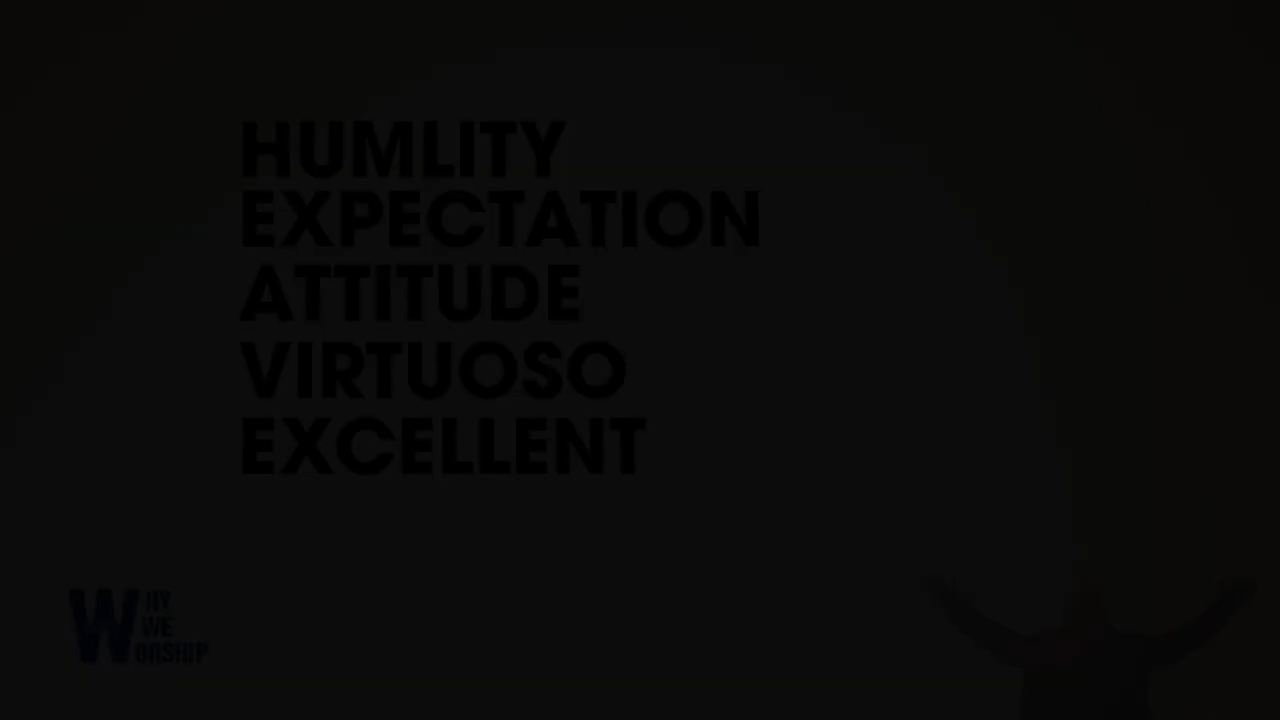 HUMLITY
EXPECTATION
ATTITUDE
VIRTUOSO
EXCELLENT
WHY
WE
WORSHIP